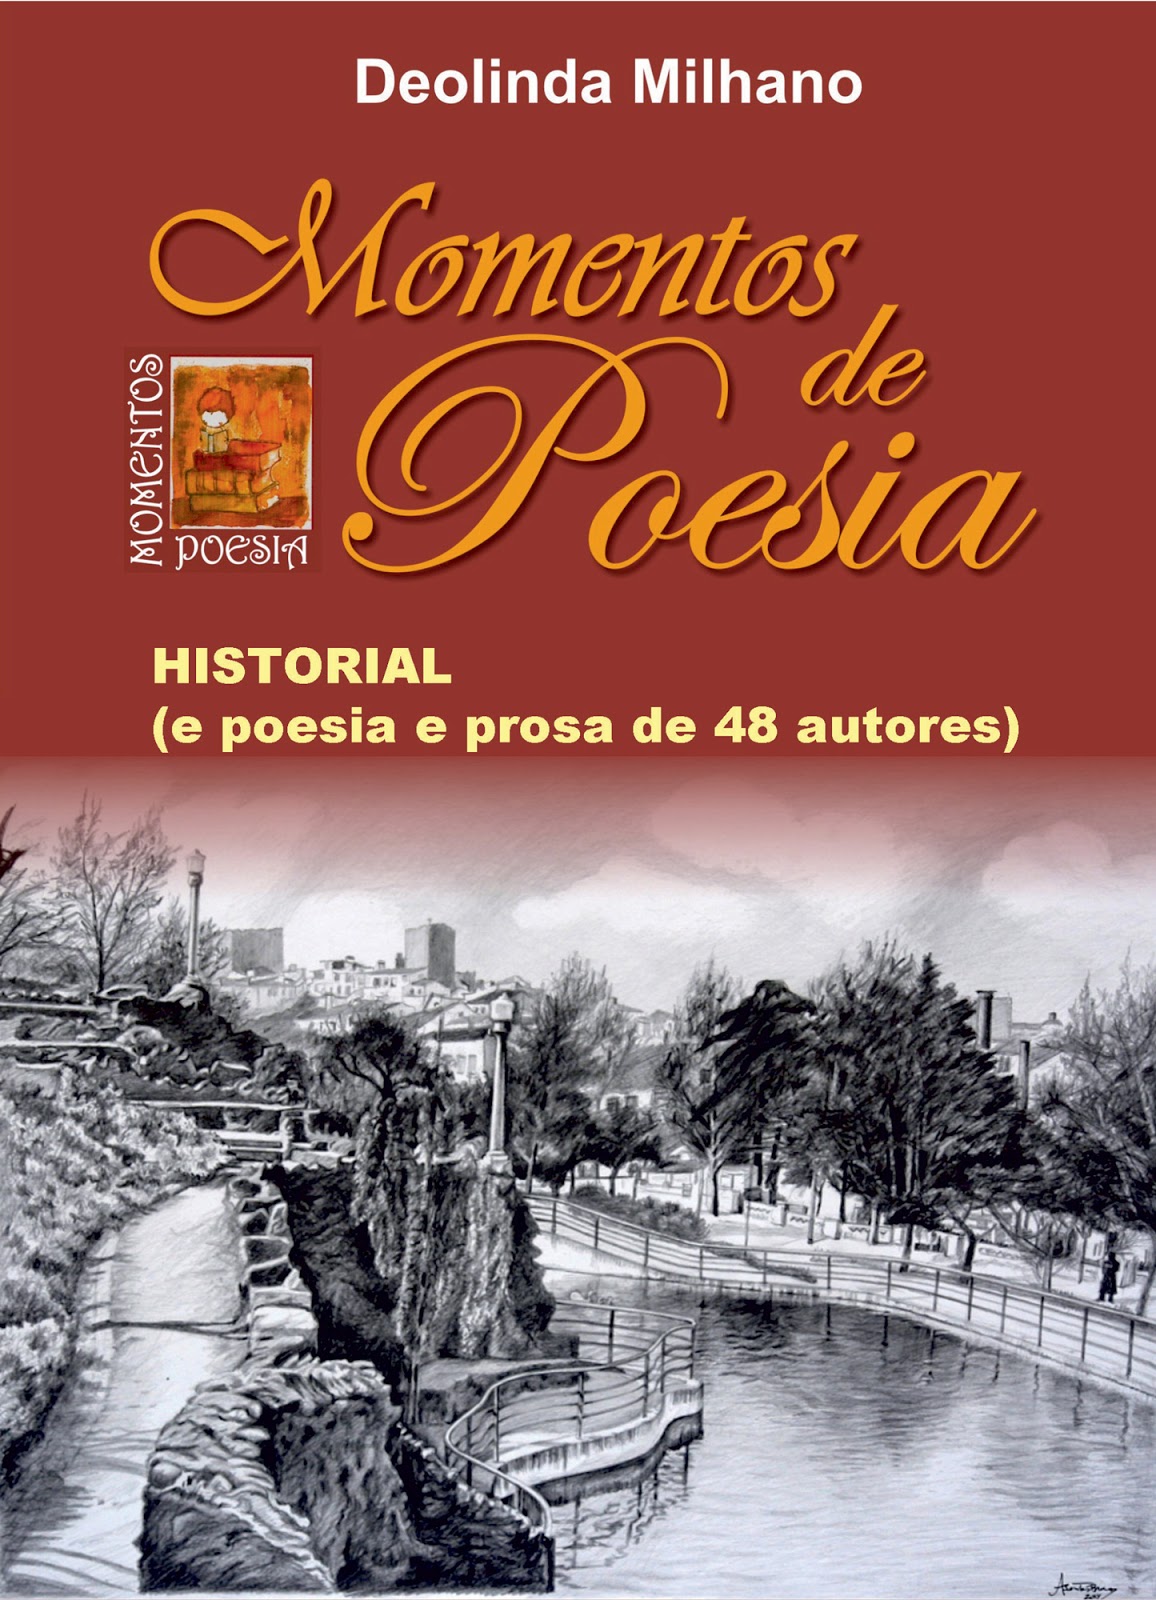 Deolinda Milhano
Momentos
de
Poesia
MOMENTOS
POESIA
HISTORIAL
(e poesia e prosa de 48 autores)